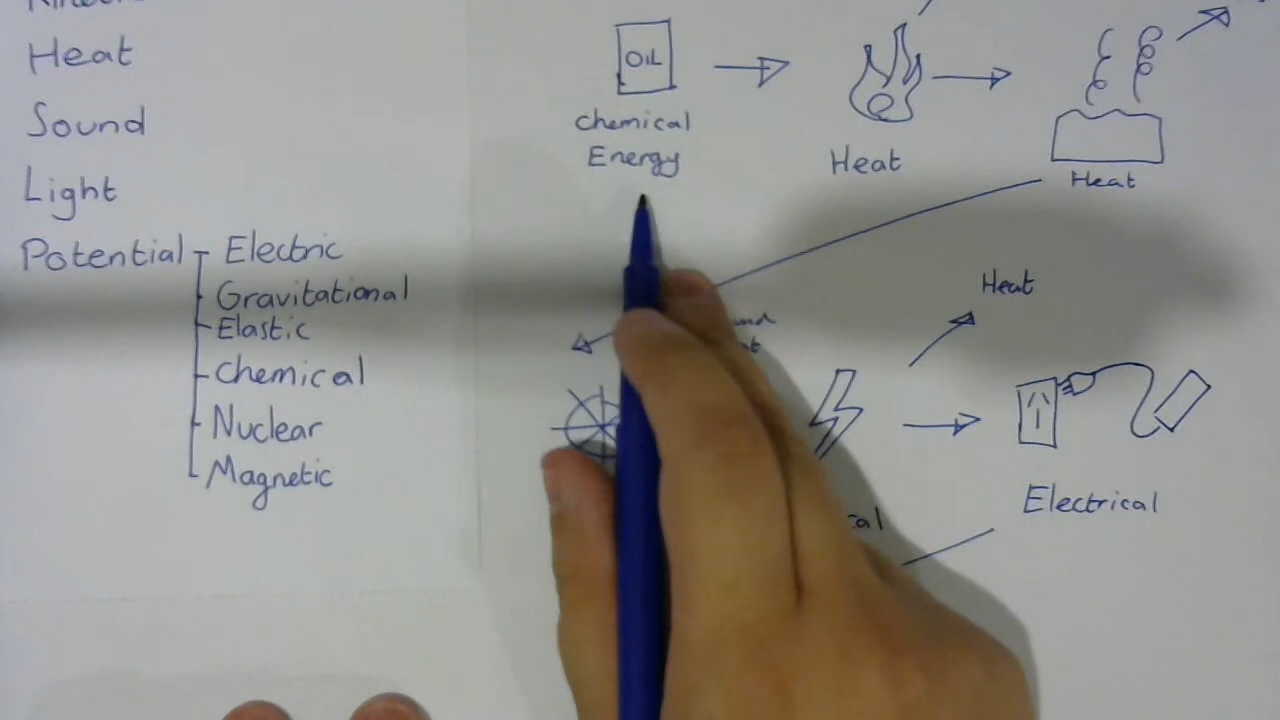 Heat
Sound
Light
Potential
Electric
Gravitational
Elastic
Chemical
Nuclear
Magnetic
OIL
Chemical
Energy
Heat
Heat
Heat
Electrical